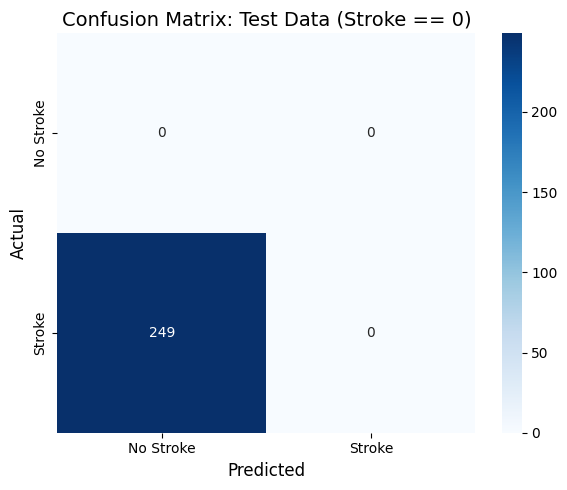 Confusion Matrix: Test Data (Stroke == 0)
Actual
No Stroke
Stroke
0
0
249
0
No Stroke
Stroke
Predicted
200
150
100
50
0